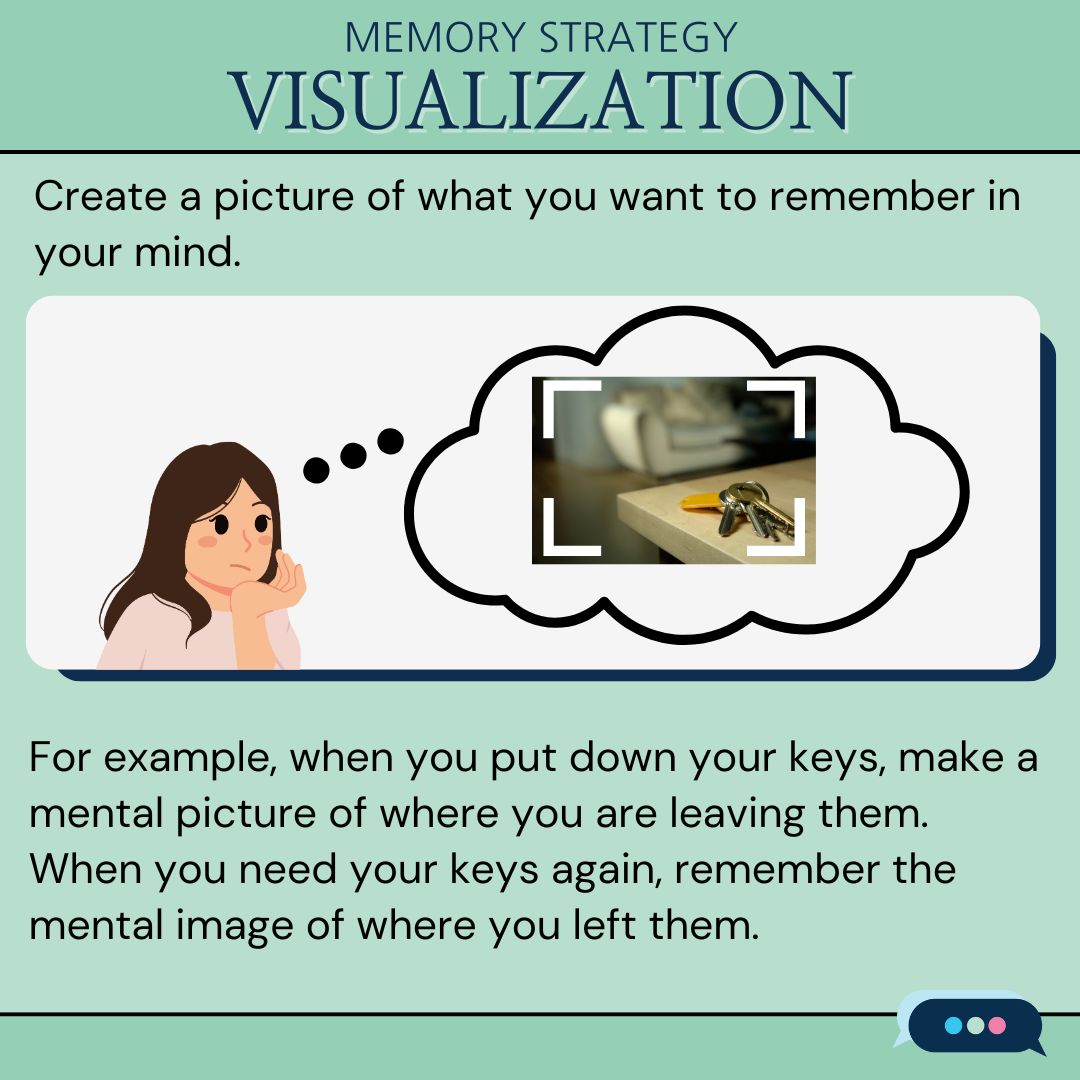 MEMORY STRATEGY
VISUALIZATION
Create a picture of what you want to remember in
your mind.
For example, when you put down your keys, make a
mental picture of where you are leaving them.
When you need your keys again, remember the
mental image of where you left them.